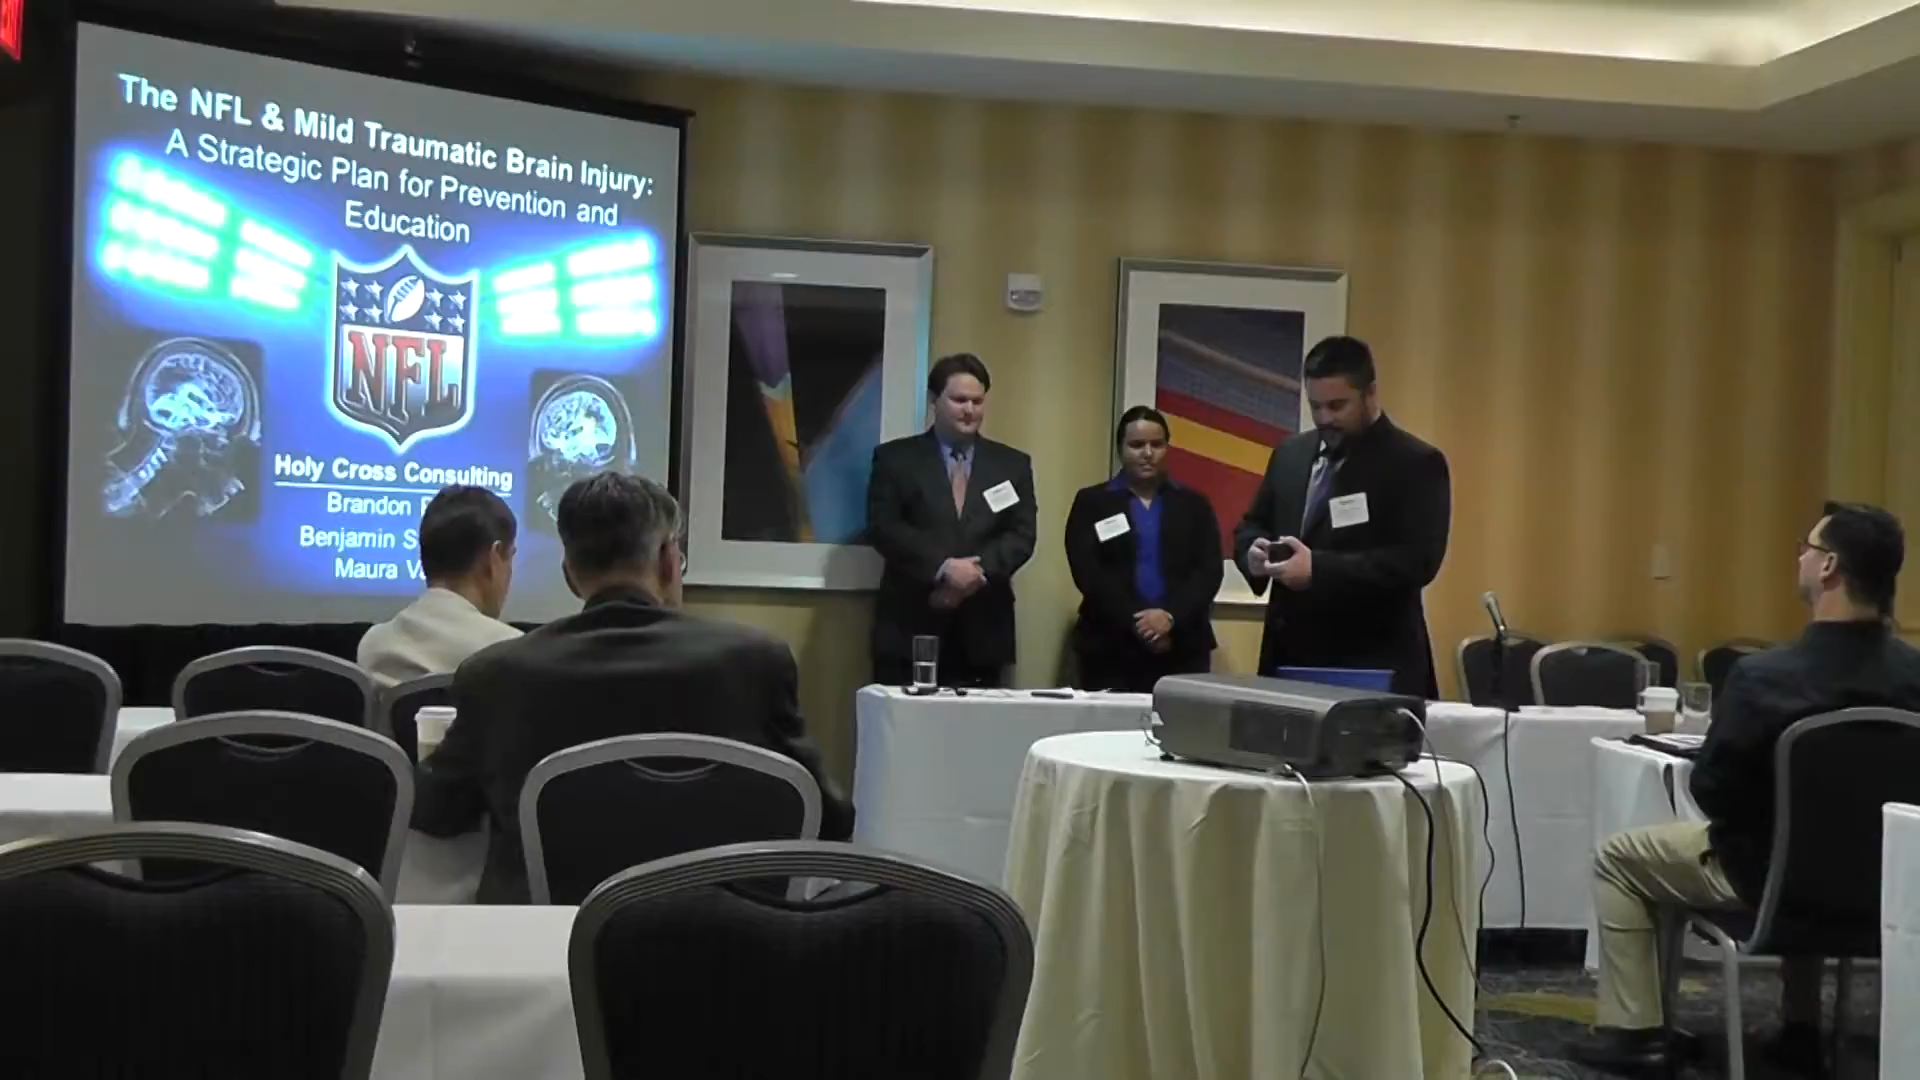 The NFL & Mild Traumatic Brain Injury:
A Strategic Plan for Prevention and
Education
NFL
Holy Cross Consulting
Brandon
Benjamin S
Maura